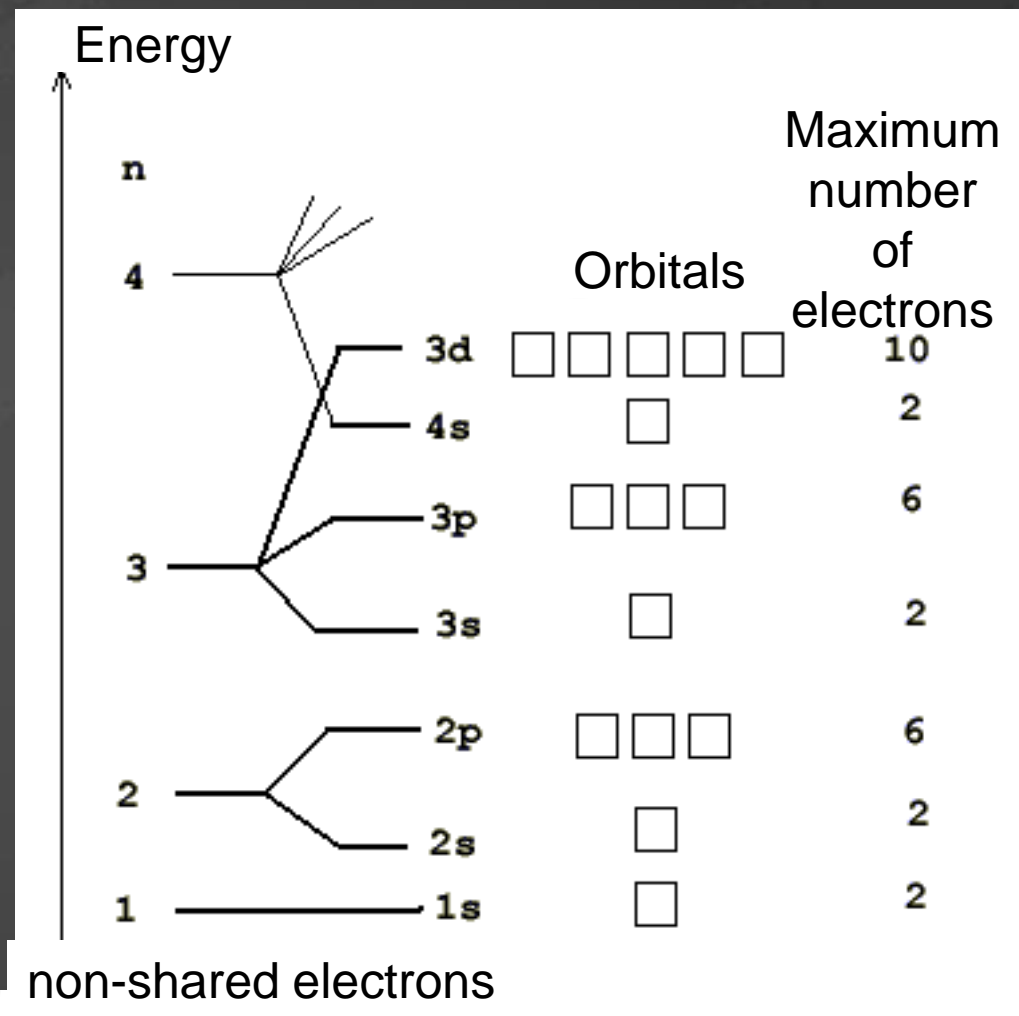 Energy
Maximum
number
of
electrons
n
Orbitals
4
3d 10
4s 2
3p 6
3
3s 2
2p 6
2
2s 2
1 1s 2
non-shared electrons